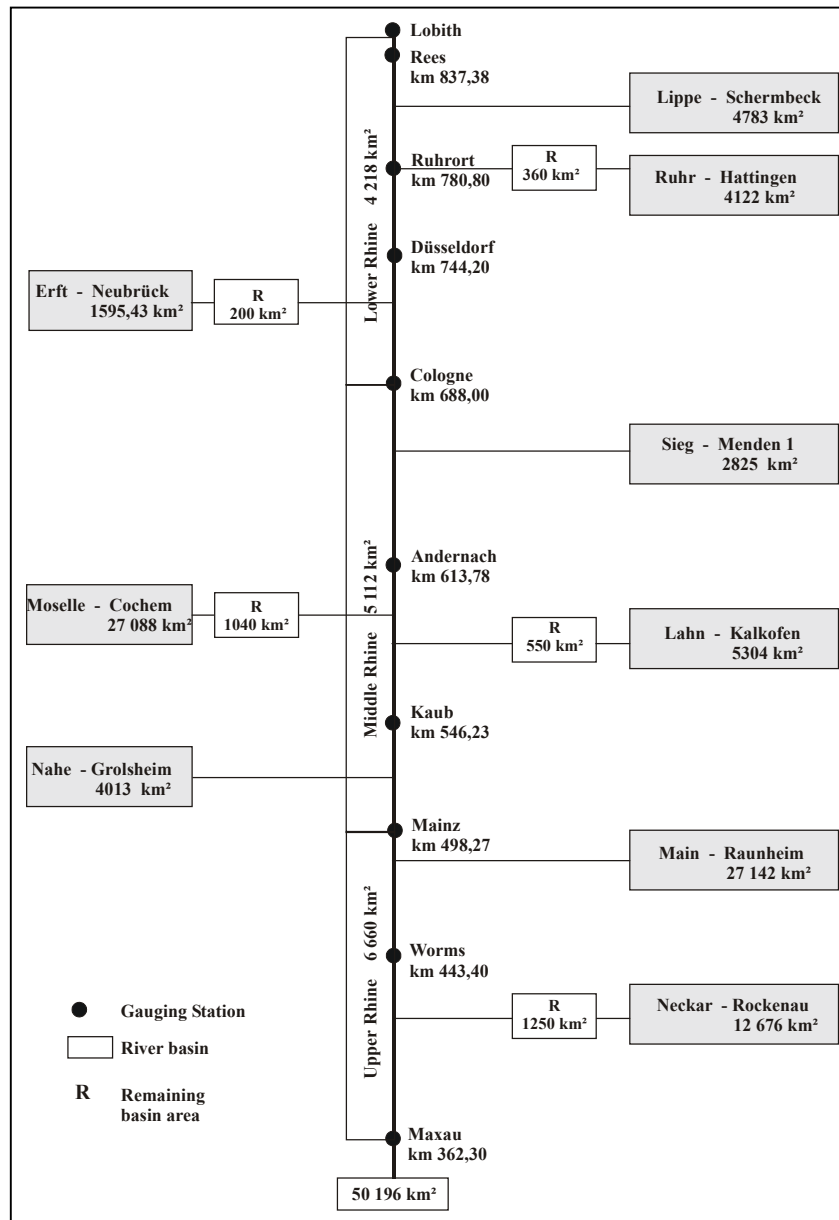 Lobith
Rees
km 837,38
Lippe - Schermbeck
4783 km²
Lower Rhine 4 218 km²
Ruhrort
km 780,80
R
360 km²
Ruhr - Hattingen
4122 km²
Düsseldorf
km 744,20
Erft - Neubrück
1595,43 km²
R
200 km²
Cologne
km 688,00
Sieg - Menden 1
2825 km²
Middle Rhine 5 112 km²
Andernach
km 613,78
Moselle - Cochem
27 088 km²
R
1040 km²
R
550 km²
Lahn - Kalkofen
5304 km²
Kaub
km 546,23
Nahe - Grolsheim
4013 km²
Mainz
km 498,27
Main - Raunheim
27 142 km²
Upper Rhine 6 660 km²
Worms
km 443,40
R
1250 km²
Neckar - Rockenau
12 676 km²
Gauging Station
River basin
R Remaining
basin area
Maxau
km 362,30
50 196 km²